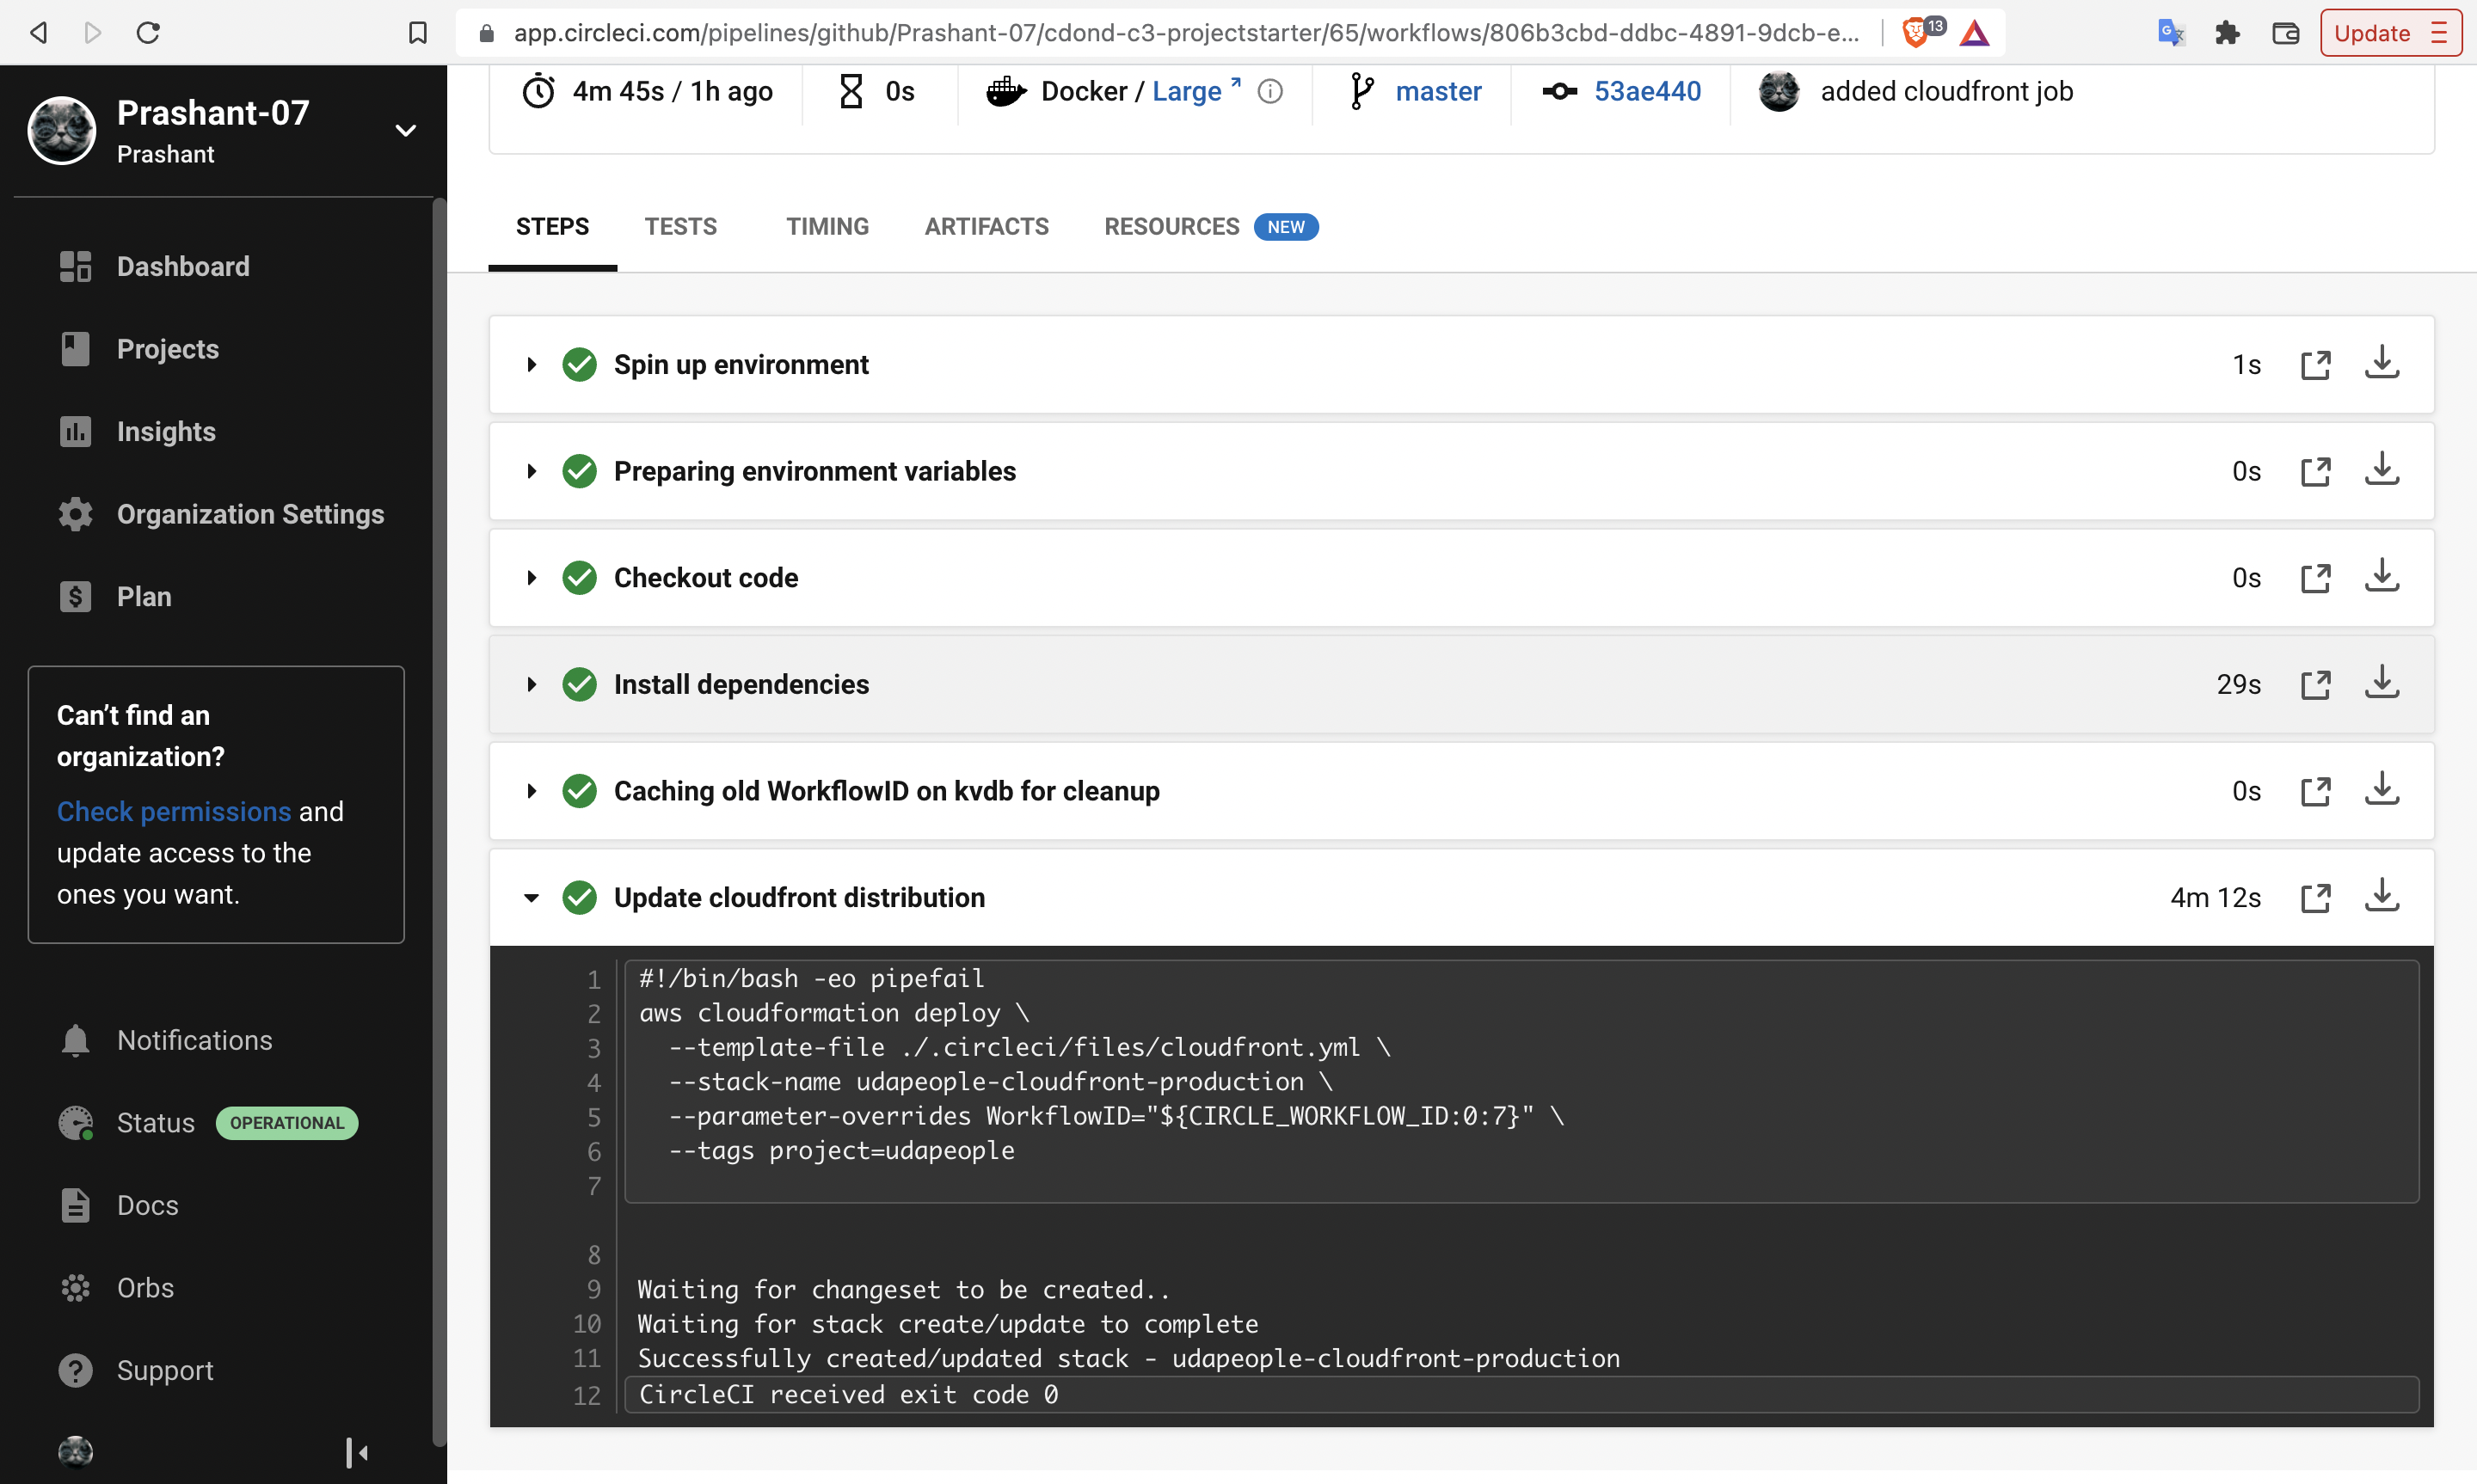 app.circleci.com/pipelines/github/Prashant-07/cdond-c3-projectstarter/65/workflows/806b3cbd-ddbc-4891-9dcb-e...
13
Update
Prashant-07
Prashant
4m 45s / 1h ago
0s
Docker / Large
master
53ae440
added cloudfront job
STEPS
TESTS
TIMING
ARTIFACTS
RESOURCES
NEW
Dashboard
Projects
Insights
Organization Settings
Plan
Can’t find an
organization?
Check permissions and
update access to the
ones you want.
Notifications
Status
OPERATIONAL
Docs
Orbs
Support
Spin up environment
1s
Preparing environment variables
0s
Checkout code
0s
Install dependencies
29s
Caching old WorkflowID on kvdb for cleanup
0s
Update cloudfront distribution
4m 12s
1 #!/bin/bash -eo pipefail
2 aws cloudformation deploy \
3   --template-file ./.circleci/files/cloudfront.yml \
4   --stack-name udapeople-cloudfront-production \
5   --parameter-overrides WorkflowID="${CIRCLE_WORKFLOW_ID:0:7}" \
6   --tags project=udapeople
7
8
9 Waiting for changeset to be created..
10 Waiting for stack create/update to complete
11 Successfully created/updated stack - udapeople-cloudfront-production
12 CircleCI received exit code 0